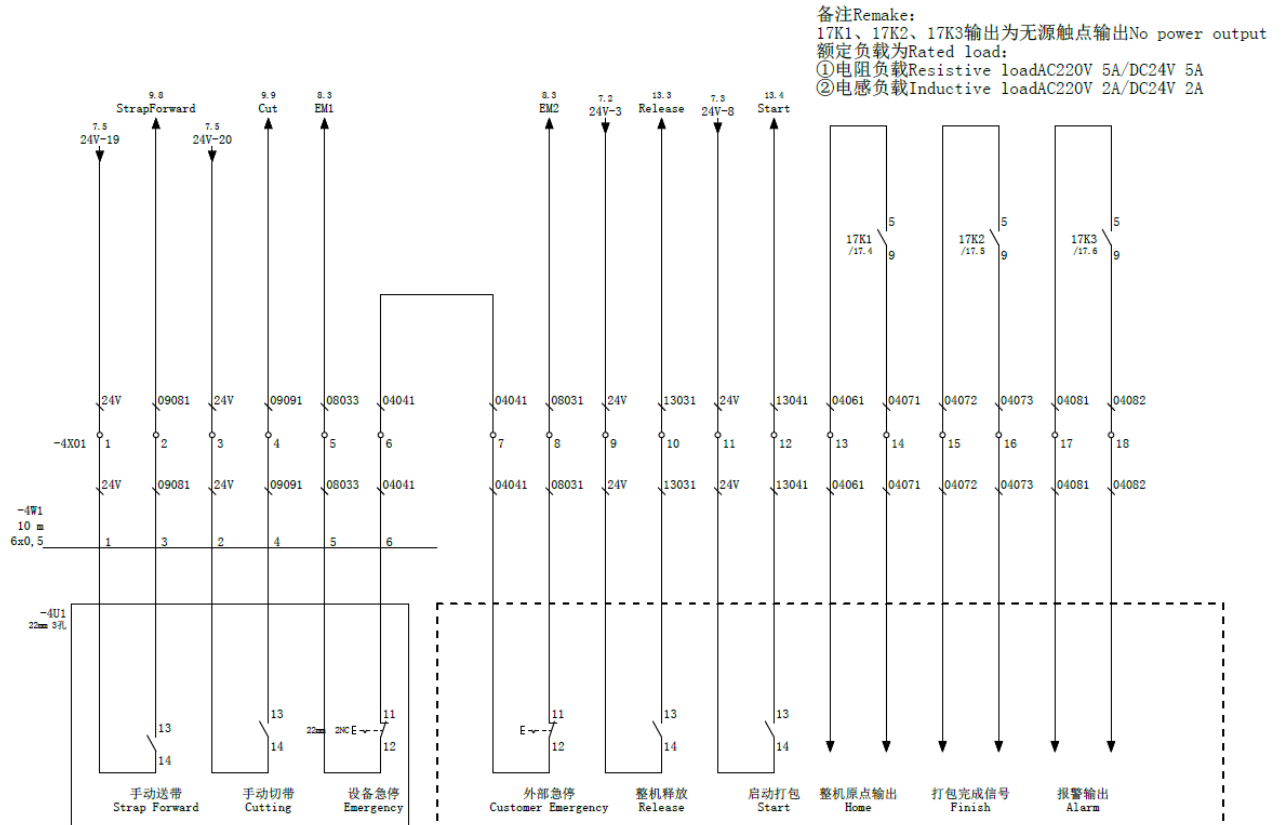 备注Remake:
17K1、17K2、17K3输出为无源触点输出No power output
额定负载为Rated load:
①电阻负载Resistive loadAC220V 5A/DC24V 5A
②电感负载Inductive loadAC220V 2A/DC24V 2A
9.8 9.9 8.3 8.3 7.2 13.3 7.3 13.4
StrapForward Cut EM1 EM2 24V-3 Release 24V-8 Start
7.5 7.5
24V-19 24V-20
5 5 5
17K1 17K2 17K3
/17.4 /17.5 /17.6
9 9 9
24V 09081 24V 09091 08033 04041 04041 08031 24V 13031 24V 13041 04061 04071 04072 04073 04081 04082
-4X01 1 2 3 4 5 6 7 8 9 10 11 12 13 14 15 16 17 18
24V 09081 24V 09091 08033 04041 04041 08031 24V 13031 24V 13041 04061 04071 04072 04073 04081 04082
-4W1
10 m
6x0,5 1 3 2 4 5 6
-4U1
22mm 3孔
13 13 11 11 13 13
22mm 2NC
14 14 12 12 14 14
手动送带 手动切带 设备急停 外部急停 整机释放 启动打包 整机原点输出 打包完成信号 报警输出
Strap Forward Cutting Emergency Customer Emergency Release Start Home Finish Alarm